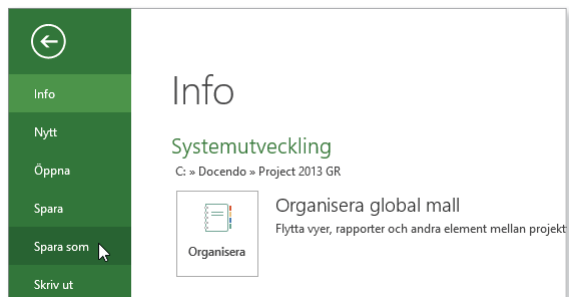 Info
Nytt
Öppna
Spara
Spara som
Skriv ut
Info
Systemutveckling
C: » Docendo » Project 2013 GR
Organisera
Organisera global mall
Flytta vyer, rapporter och andra element mellan projekt